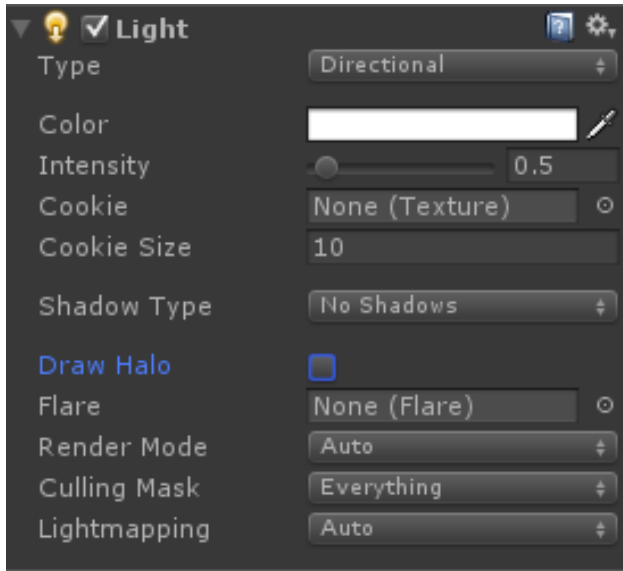 Light
Type Directional
Color
Intensity 0.5
Cookie None (Texture)
Cookie Size 10
Shadow Type No Shadows
Draw Halo
Flare None (Flare)
Render Mode Auto
Culling Mask Everything
Lightmapping Auto